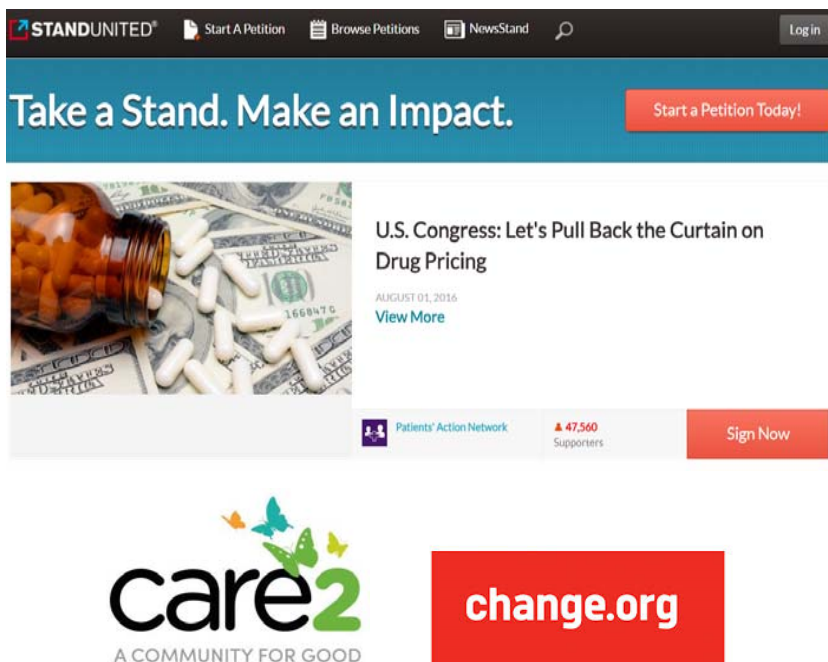 STANDUNITED®
Start A Petition
Browse Petitions
NewsStand
Log in
Take a Stand. Make an Impact.
Start a Petition Today!
166847G
U.S. Congress: Let's Pull Back the Curtain on
Drug Pricing
AUGUST 01, 2016
View More
Patients' Action Network
47,560
Supporters
Sign Now
care2
A COMMUNITY FOR GOOD
change.org